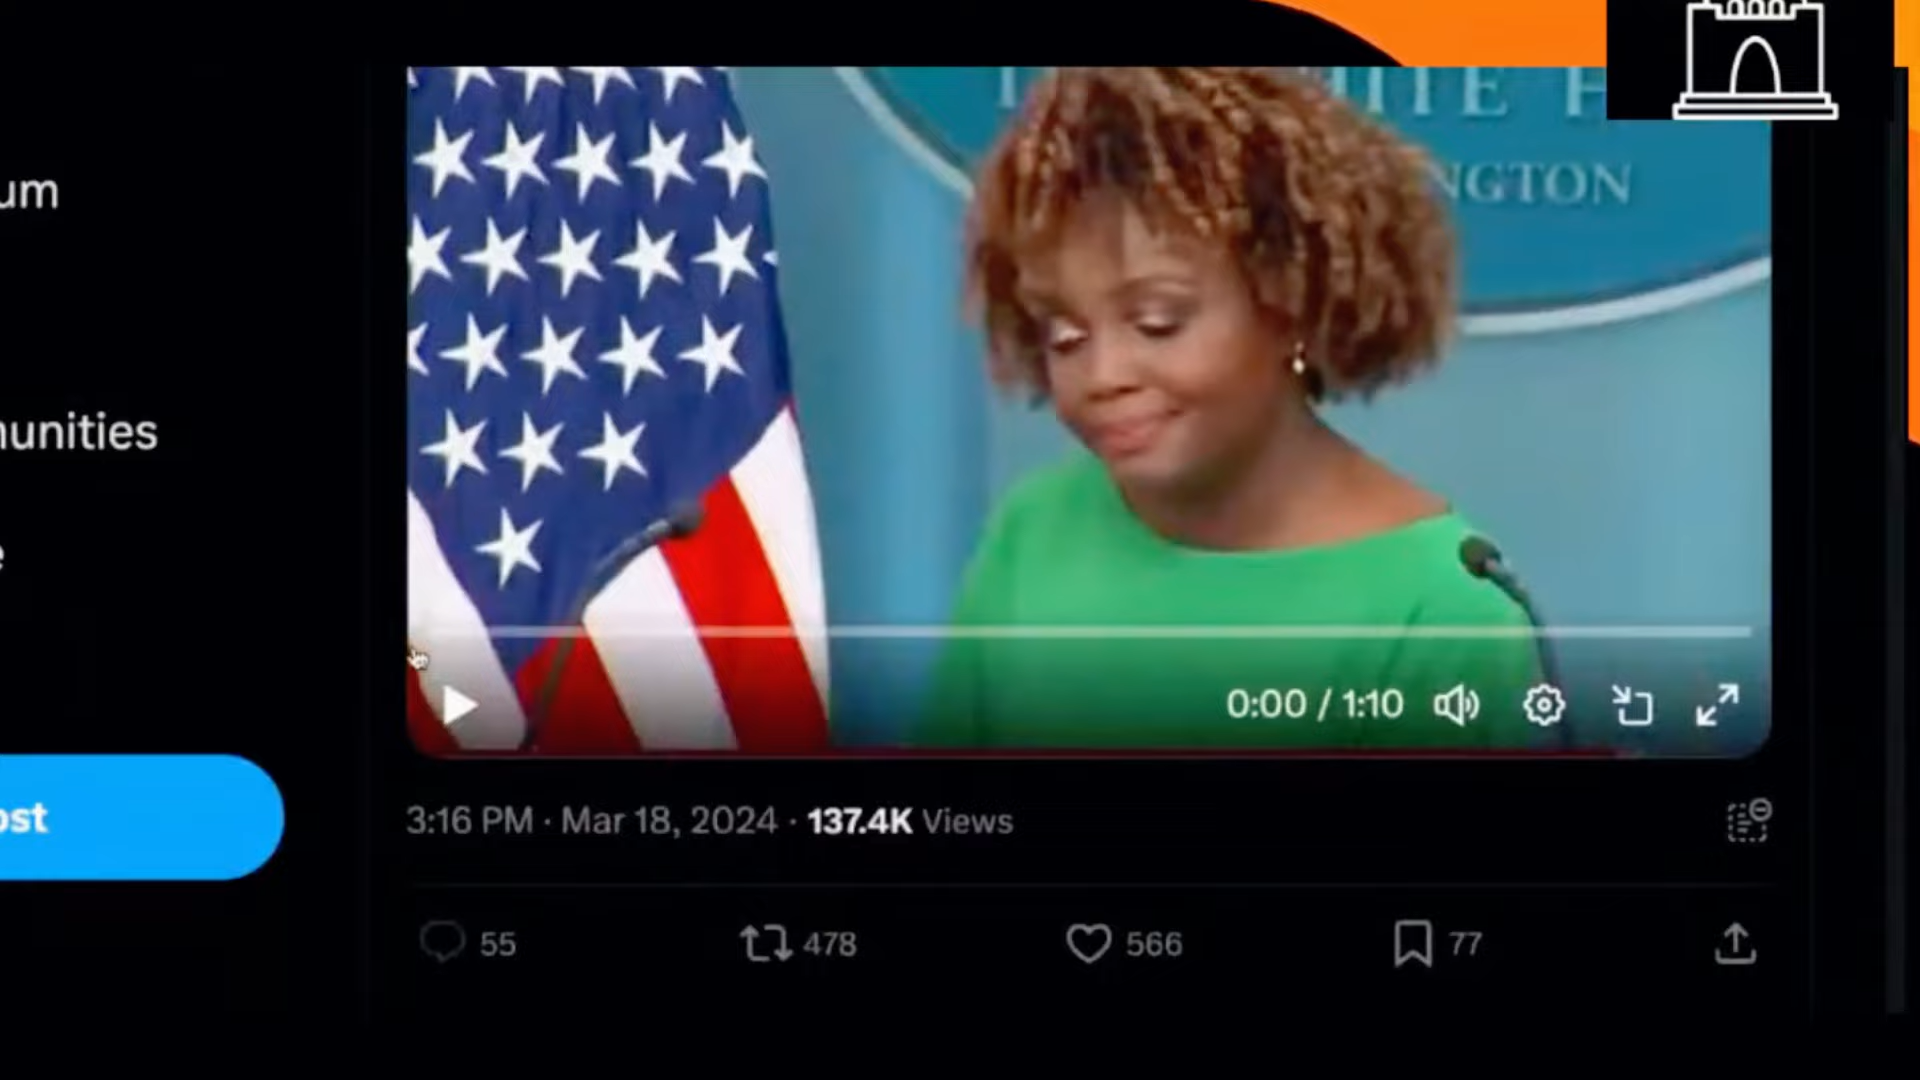 ITE H
NGTON
um
unities
e
0:00 / 1:10
ost
3:16 PM · Mar 18, 2024 · 137.4K Views
55 478 566 77